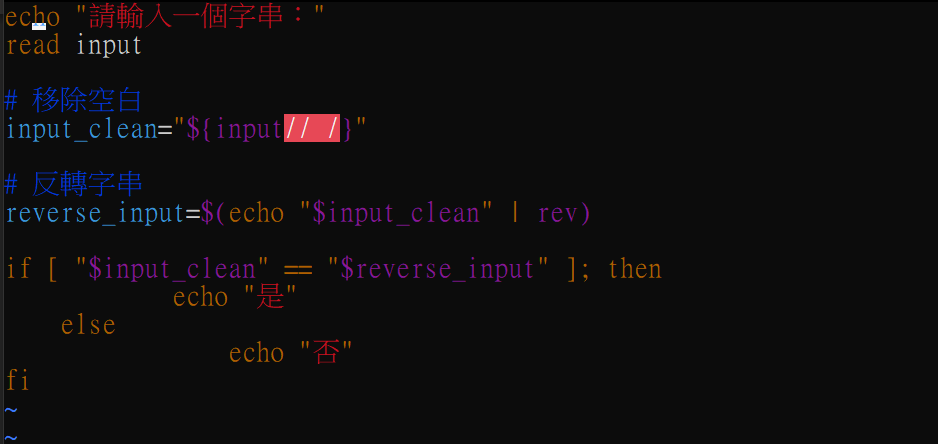 echo "請輸入一個字串："
read input

# 移除空白
input_clean="${input// /}"

# 反轉字串
reverse_input=$(echo "$input_clean" | rev)

if [ "$input_clean" == "$reverse_input" ]; then
            echo "是"
    else
                echo "否"
fi
~
~